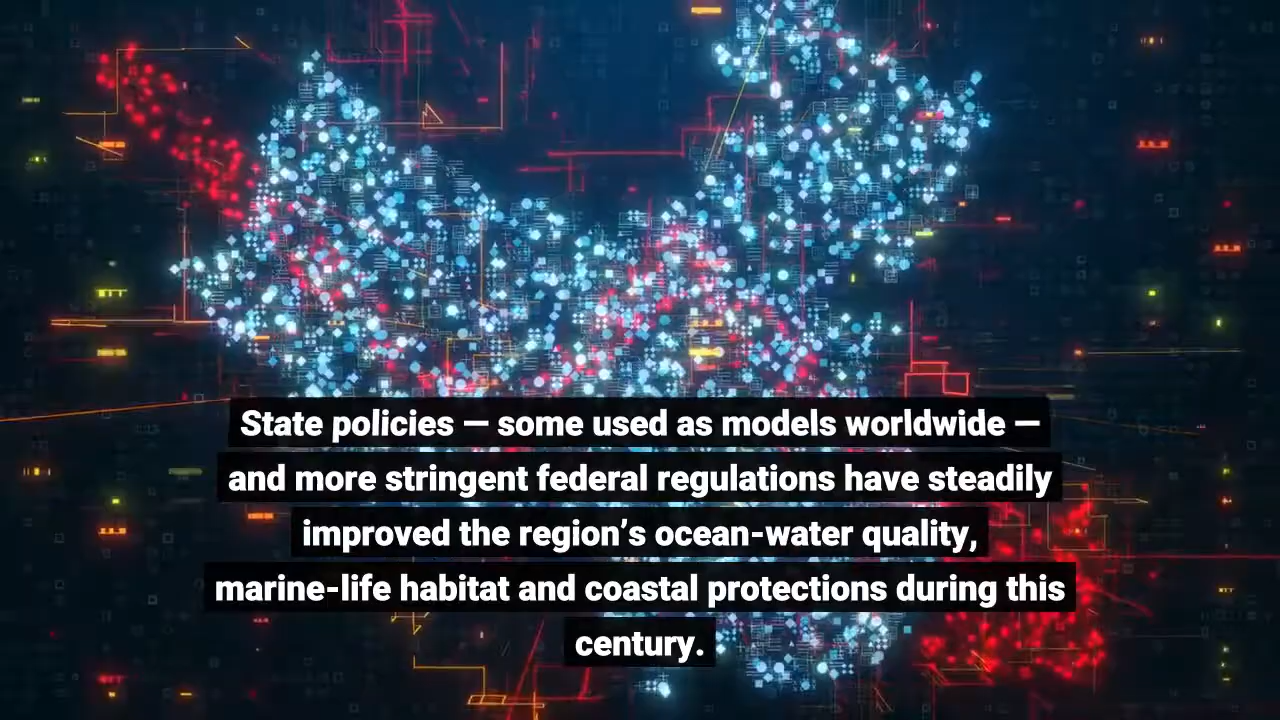 State policies — some used as models worldwide —
and more stringent federal regulations have steadily
improved the region’s ocean-water quality,
marine-life habitat and coastal protections during this
century.